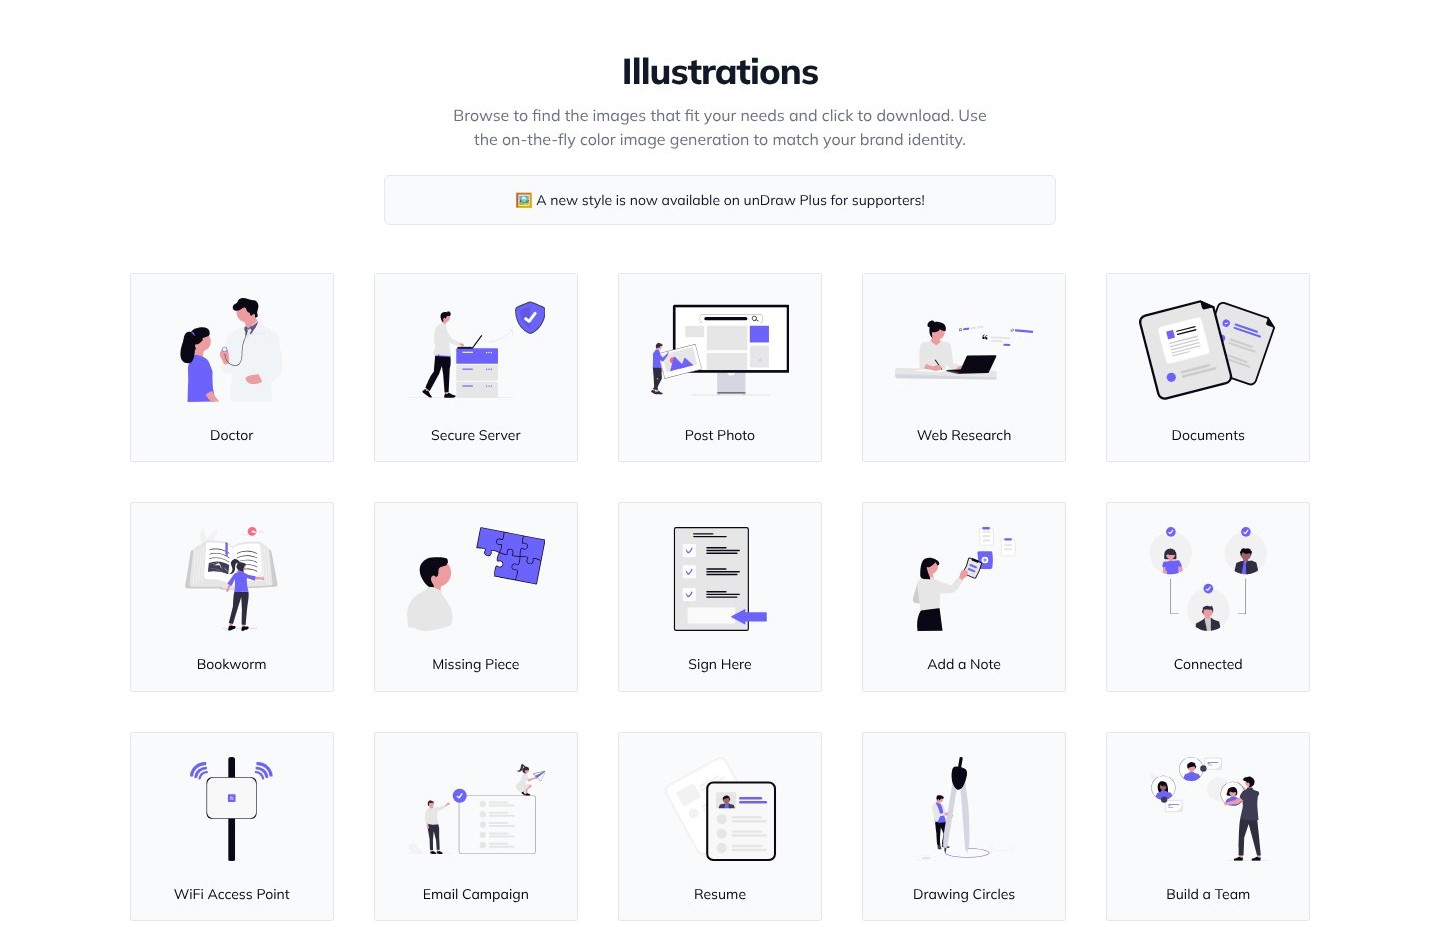 Illustrations
Browse to find the images that fit your needs and click to download. Use
the on-the-fly color image generation to match your brand identity.
🖼️ A new style is now available on unDraw Plus for supporters!
Doctor
Secure Server
Post Photo
Web Research
Documents
Bookworm
Missing Piece
Sign Here
Add a Note
Connected
WiFi Access Point
Email Campaign
Resume
Drawing Circles
Build a Team